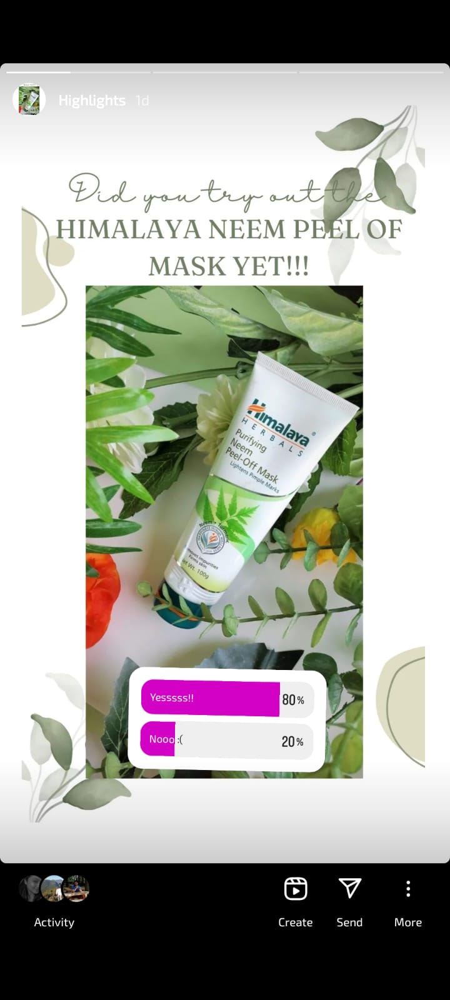 Highlights 1d
Did you try out the
HIMALAYA NEEM PEEL OF
MASK YET!!!
Himalaya
HERBALS
Purifying
Neem
Peel-Off Mask
Lightens Pimple Marks
Neem • Turmeric
impurities
Firms skin
Net Wt. 100g
Yesssss!! 80%
Nooo :( 20%
Activity
Create
Send
More